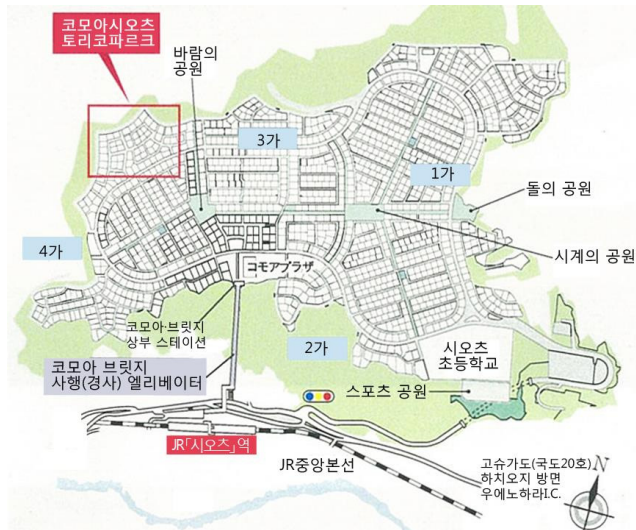 코모아시오츠
토리코파르크
바람의
공원
3가
1가
돌의 공원
시계의 공원
4가
コモアプラザ
코모아·브릿지
상부 스테이션
2가
시오츠
초등학교
코모아 브릿지
사행(경사) 엘리베이터
스포츠 공원
JR「시오츠」역
JR중앙본선
고슈가도(국도20호)
하치오지 방면
우에노하라I.C.
N